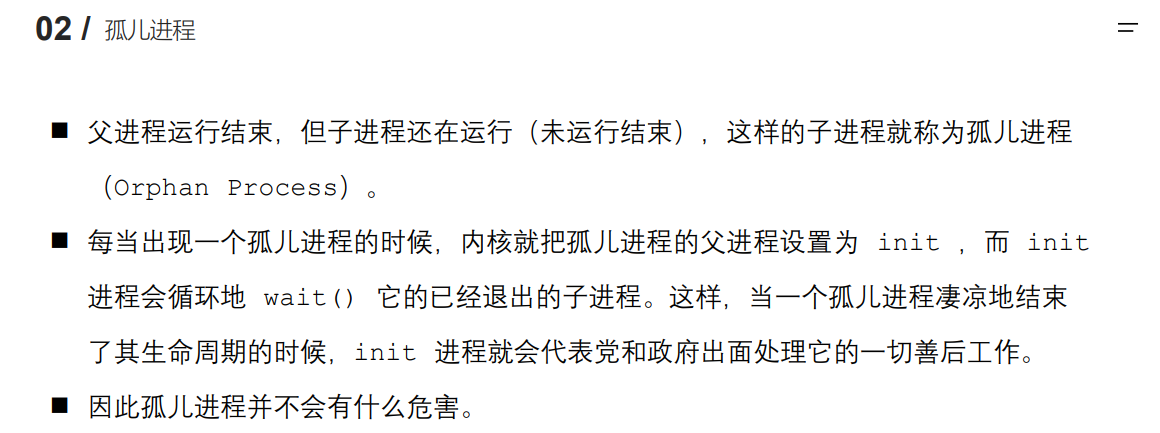 02 / 孤儿进程
■ 父进程运行结束，但子进程还在运行（未运行结束），这样的子进程就称为孤儿进程
（Orphan Process）。
■ 每当出现一个孤儿进程的时候，内核就把孤儿进程的父进程设置为 init ，而 init
进程会循环地 wait() 它的已经退出的子进程。这样，当一个孤儿进程凄凉地结束
了其生命周期的时候，init 进程就会代表党和政府出面处理它的一切善后工作。
■ 因此孤儿进程并不会有什么危害。